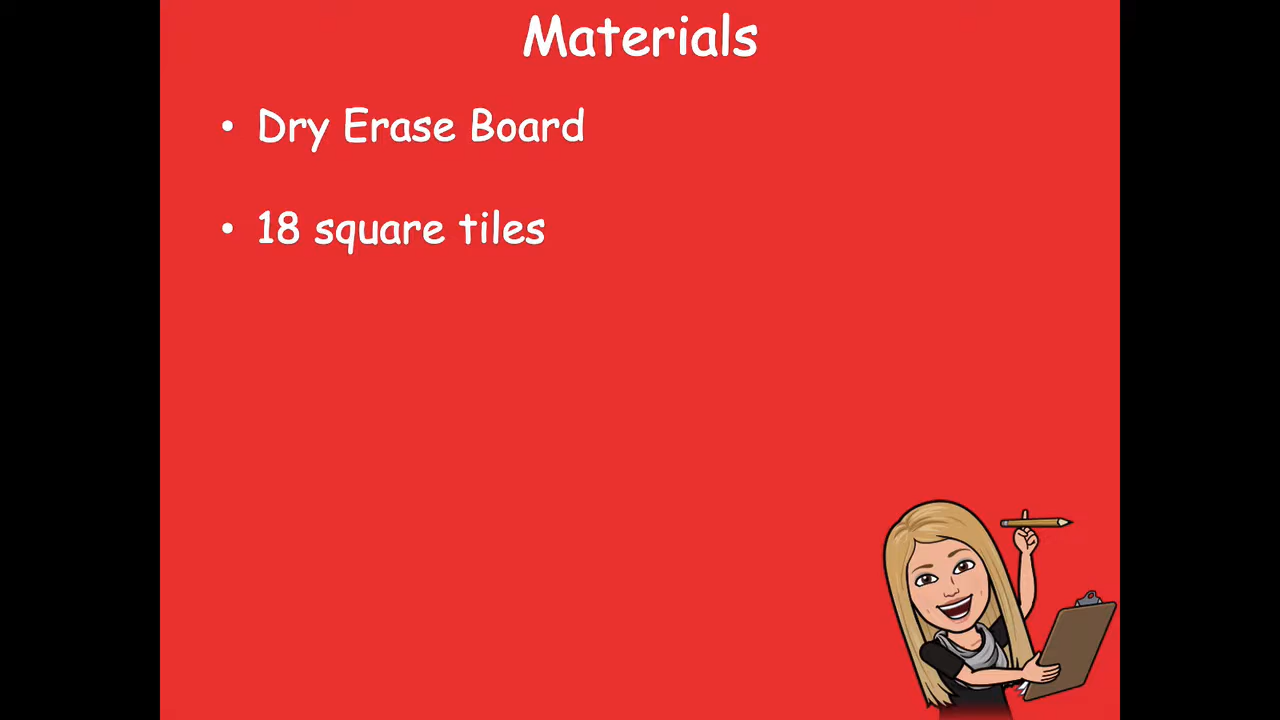 Materials
• Dry Erase Board
• 18 square tiles